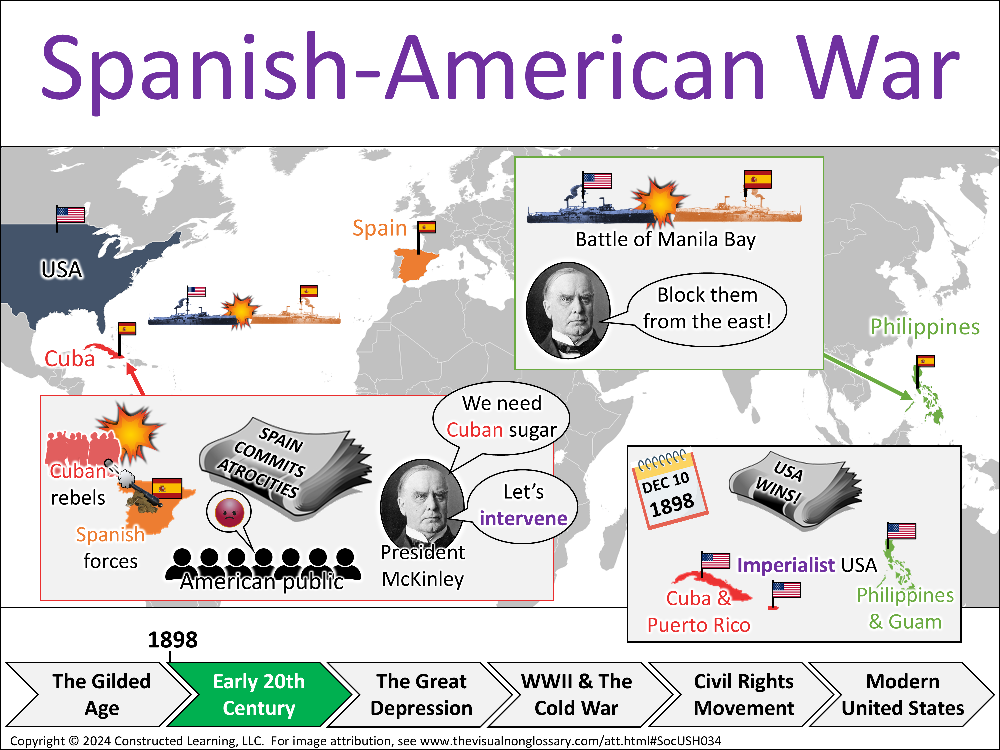 Spanish-American War
USA
Spain
Cuba
Philippines
Battle of Manila Bay
Block them
from the east!
Cuban
rebels
Spanish
forces
SPAIN
COMMITS
ATROCITIES
American public
We need
Cuban sugar
Let's
intervene
President
McKinley
DEC 10
1898
USA
WINS!
Imperialist USA
Cuba &
Puerto Rico
Philippines
& Guam
1898
The Gilded
Age
Early 20th
Century
The Great
Depression
WWII & The
Cold War
Civil Rights
Movement
Modern
United States
Copyright © 2024 Constructed Learning, LLC.  For image attribution, see www.thevisualnonglossary.com/att.html#SocUSH034